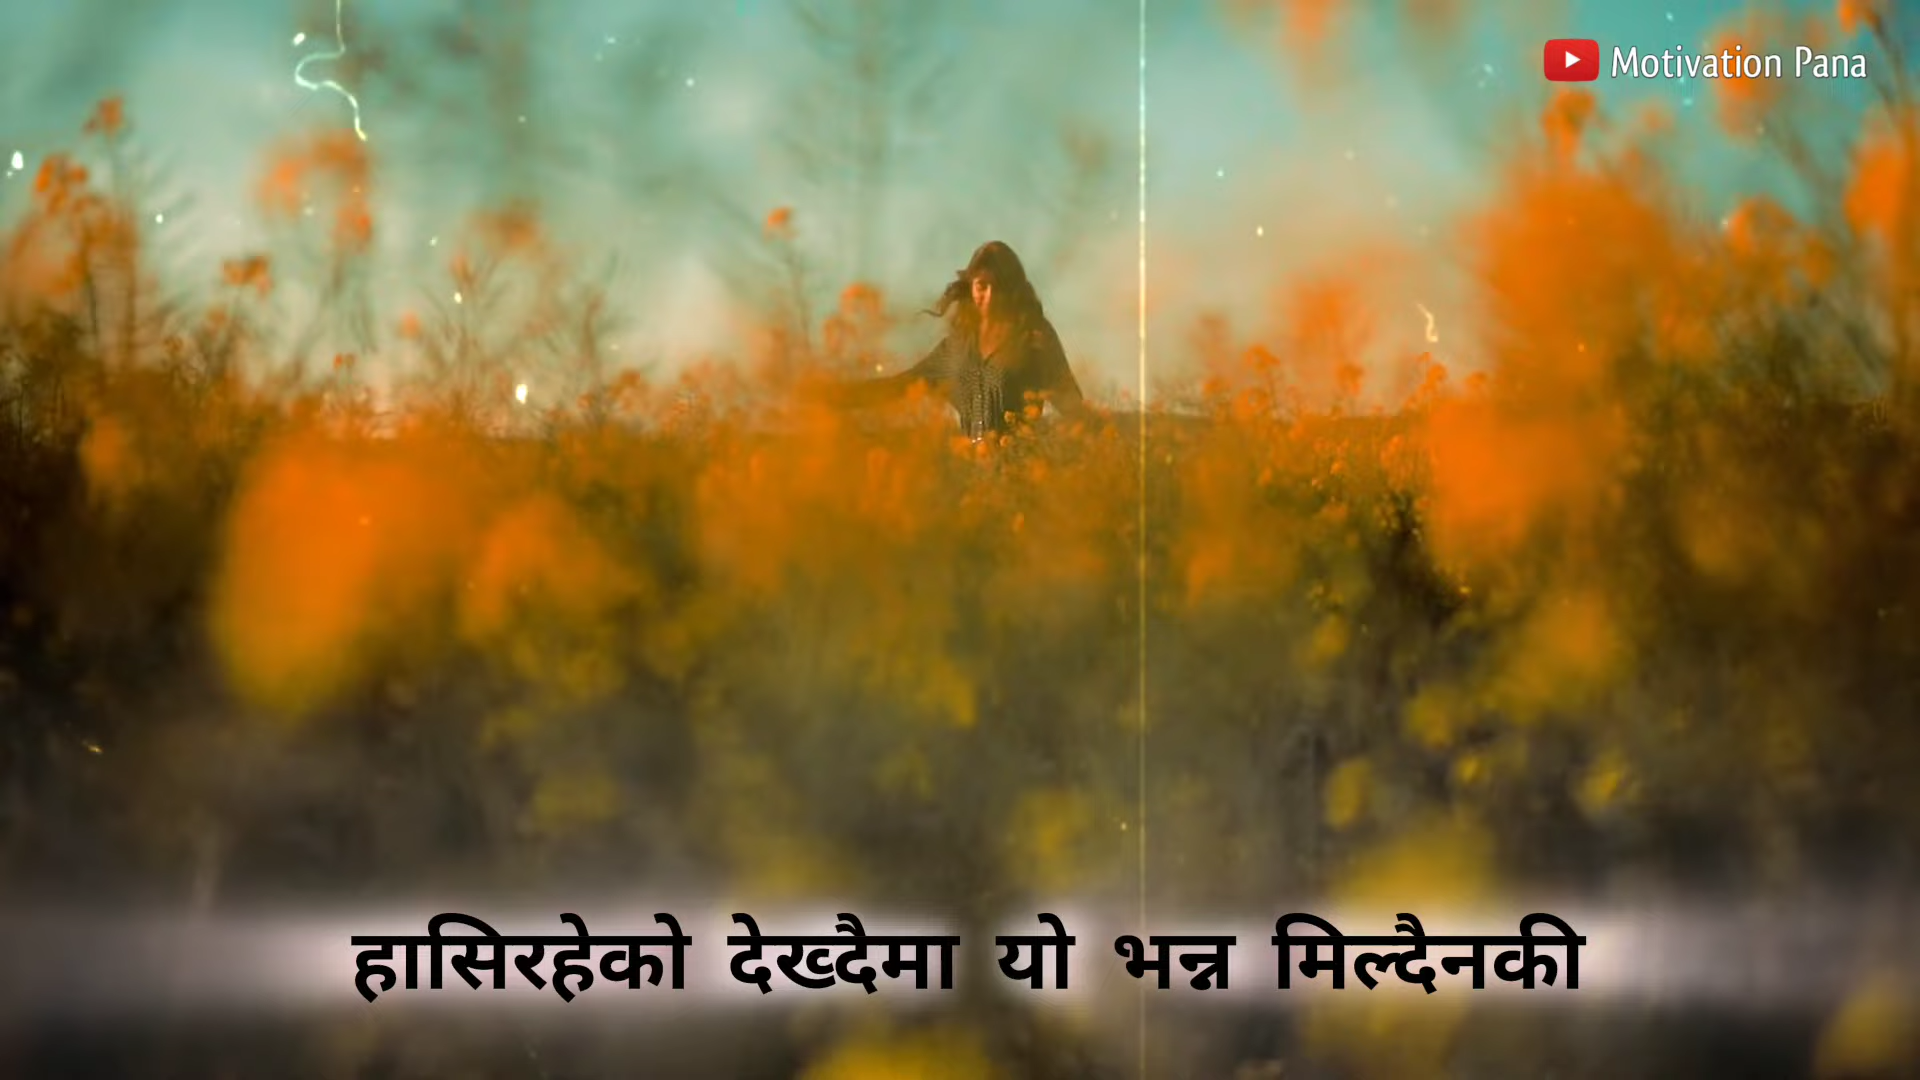 Motivation Pana
हासिरहेको देख्दैमा यो भन्न मिल्दैनकी